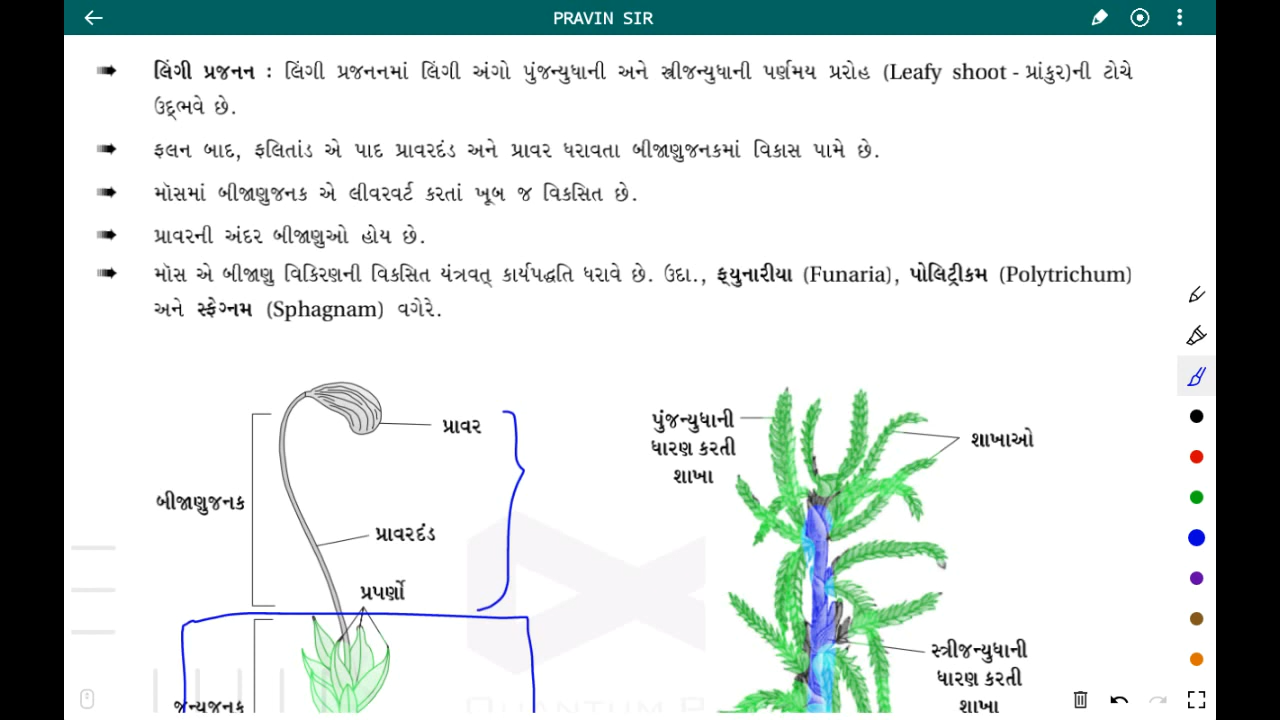 PRAVIN SIR
લિંગી પ્રજનન : લિંગી પ્રજનનમાં લિંગી અંગો પુંજન્યુધાની અને સ્ત્રીજન્યુધાની પર્ણમય પ્રરોહ (Leafy shoot - પ્રાંકુર)ની ટોચે
ઉદ્ભવે છે.
ફલન બાદ, ફલિતાંડ એ પાદ પ્રાવરદંડ અને પ્રાવર ધરાવતા બીજાણુજનકમાં વિકાસ પામે છે.
મૉસમાં બીજાણુજનક એ લીવરવર્ટ કરતાં ખૂબ જ વિકસિત છે.
પ્રાવરની અંદર બીજાણુઓ હોય છે.
મૉસ એ બીજાણુ વિકિરણની વિકસિત યંત્રવત્ કાર્યપદ્ધતિ ધરાવે છે. ઉદા., ફ્યુનારીયા (Funaria), પોલિટ્રીકમ (Polytrichum)
અને સ્ફેગ્નમ (Sphagnam) વગેરે.
પ્રાવર
બીજાણુજનક
પ્રાવરદંડ
પ્રપર્ણો
જન્યુજનક
પુંજન્યુધાની
ધારણ કરતી
શાખા
શાખાઓ
સ્ત્રીજન્યુધાની
ધારણ કરતી
શાખા